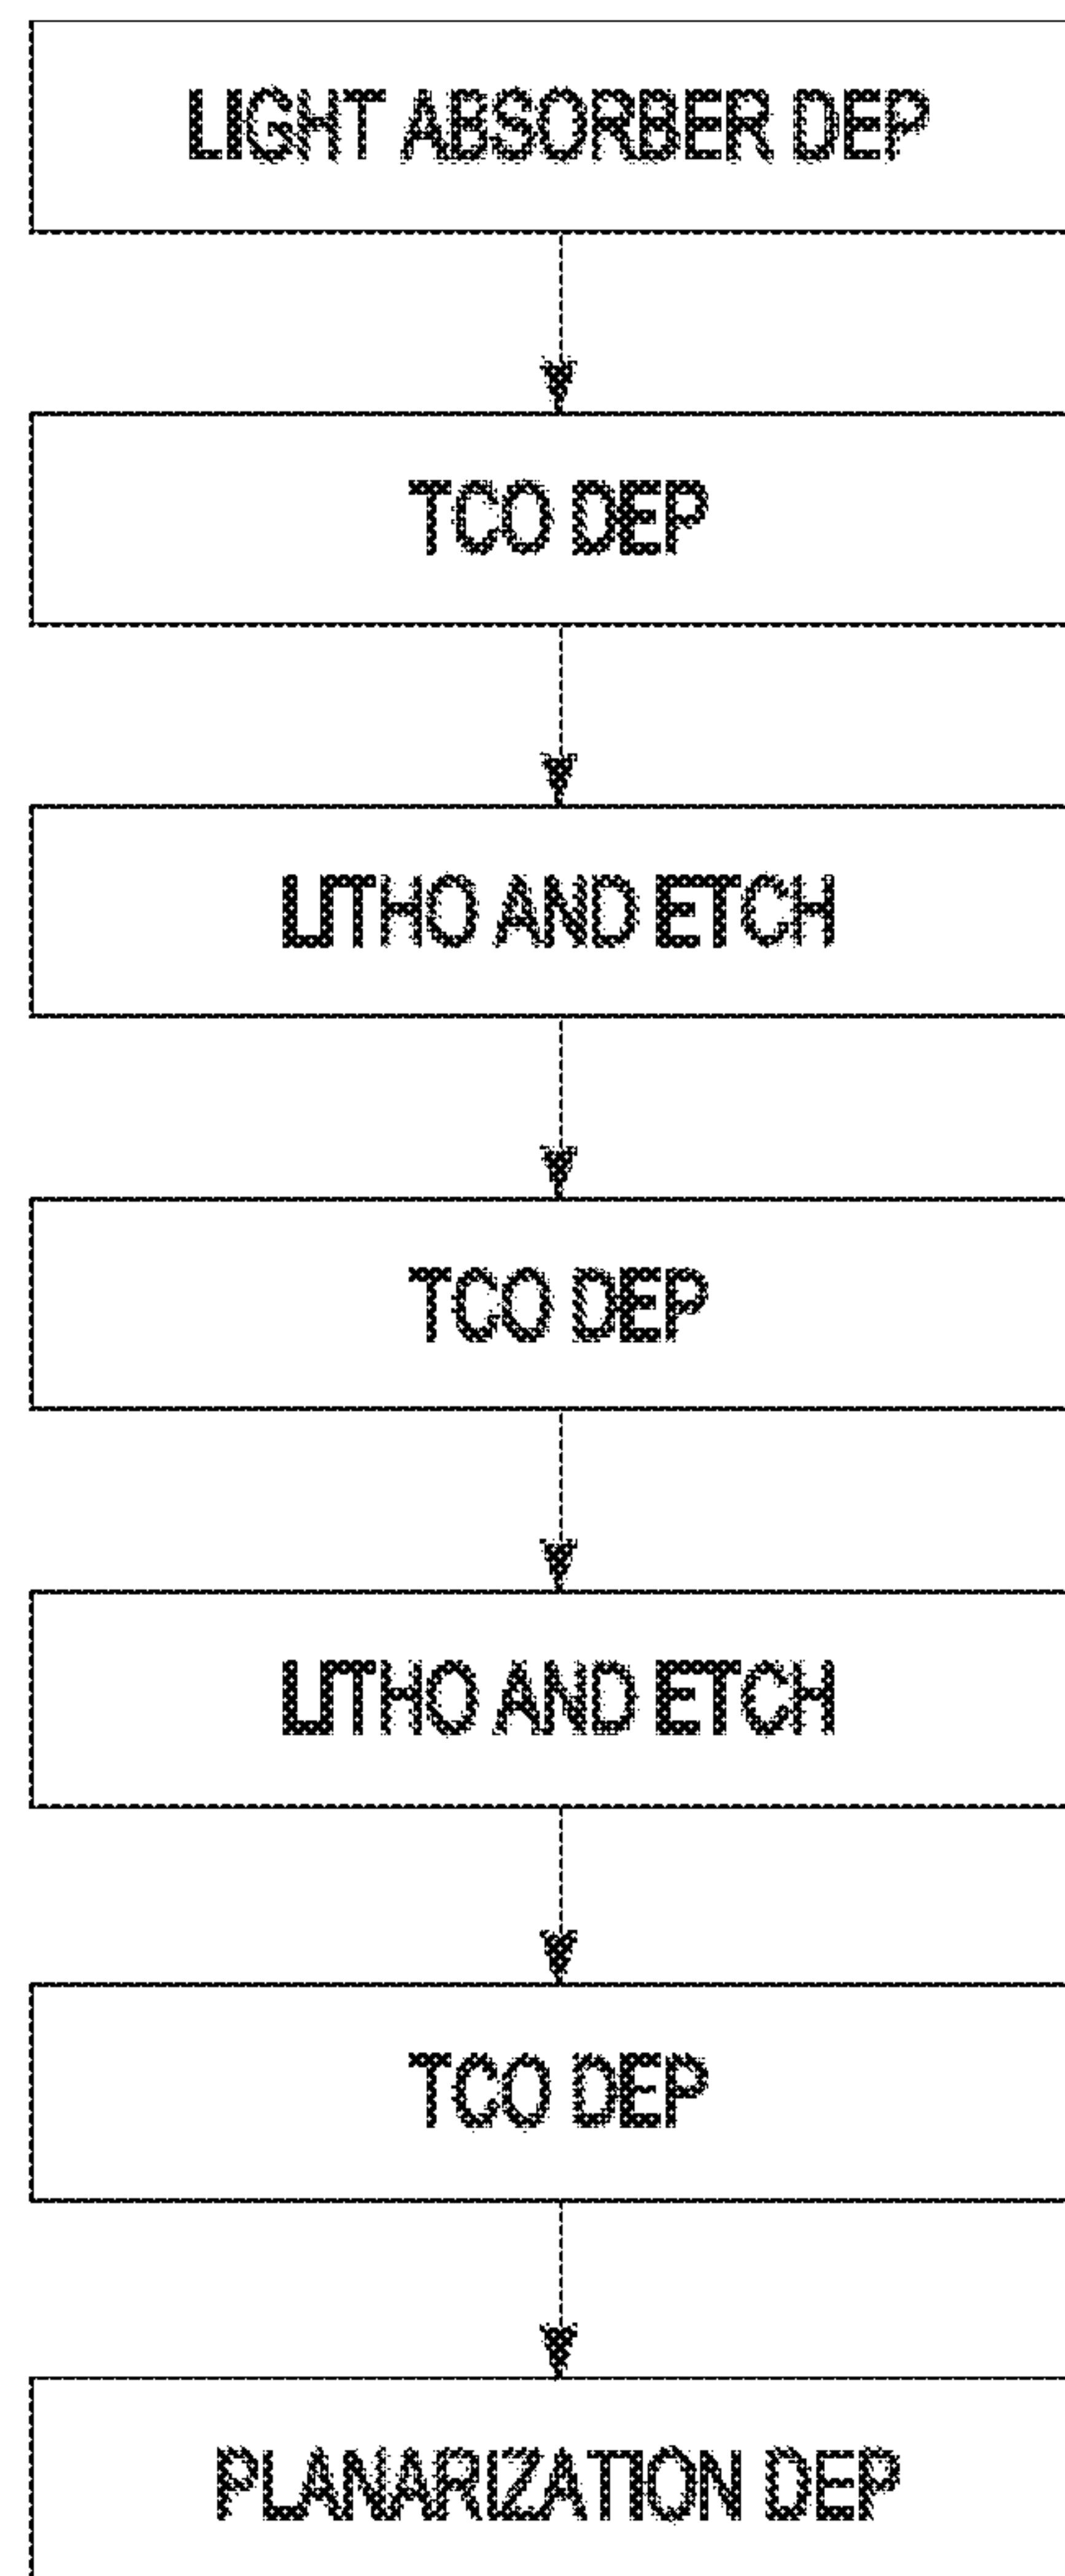 LIGHT ABSORBER DEP
TCO DEP
LITHO AND ETCH
TCO DEP
LITHO AND ETCH
TCO DEP
PLANARIZATION DEP